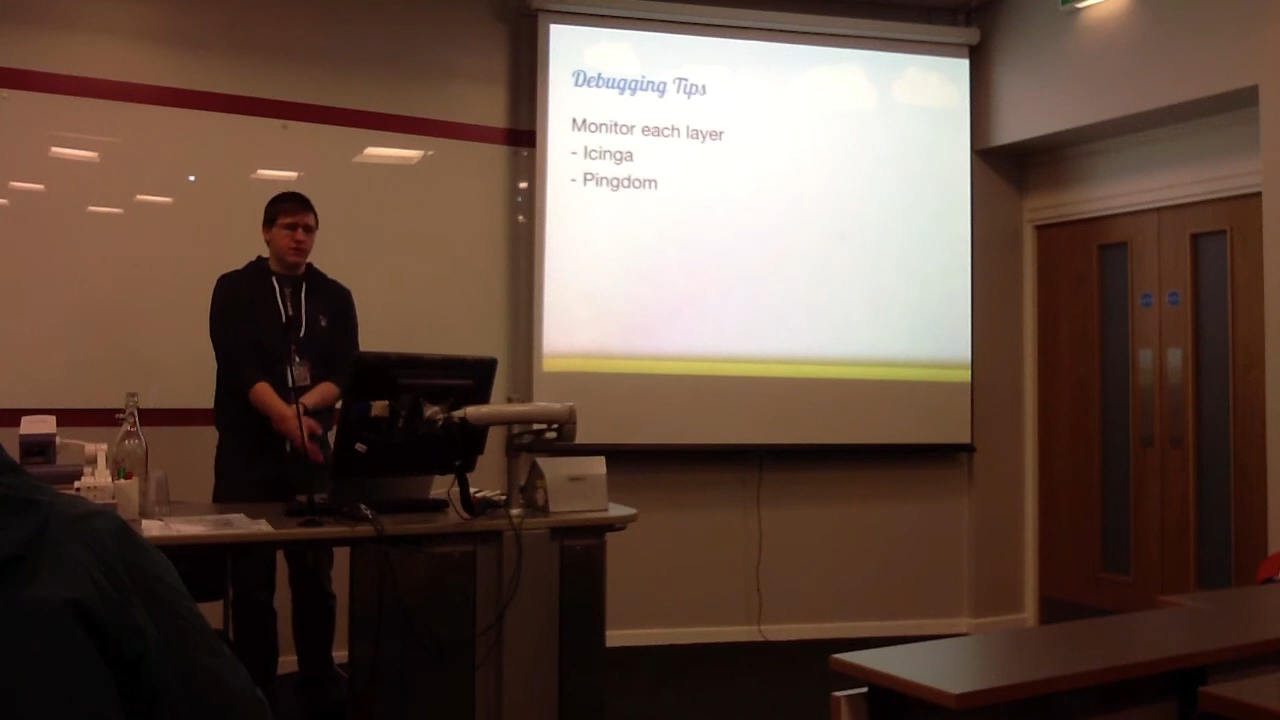 Debugging Tips
Monitor each layer
- Icinga
- Pingdom